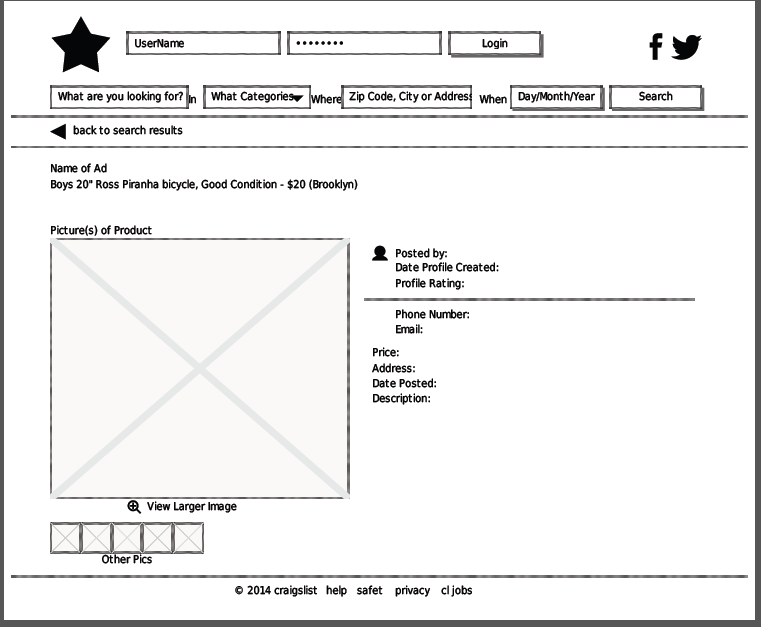 UserName •••••••• Login
What are you looking for? In What Categories Where Zip Code, City or Address When Day/Month/Year Search
back to search results
Name of Ad
Boys 20" Ross Piranha bicycle, Good Condition - $20 (Brooklyn)
Picture(s) of Product
Posted by:
Date Profile Created:
Profile Rating:
Phone Number:
Email:
Price:
Address:
Date Posted:
Description:
View Larger Image
Other Pics
© 2014 craigslist help safet privacy cl jobs